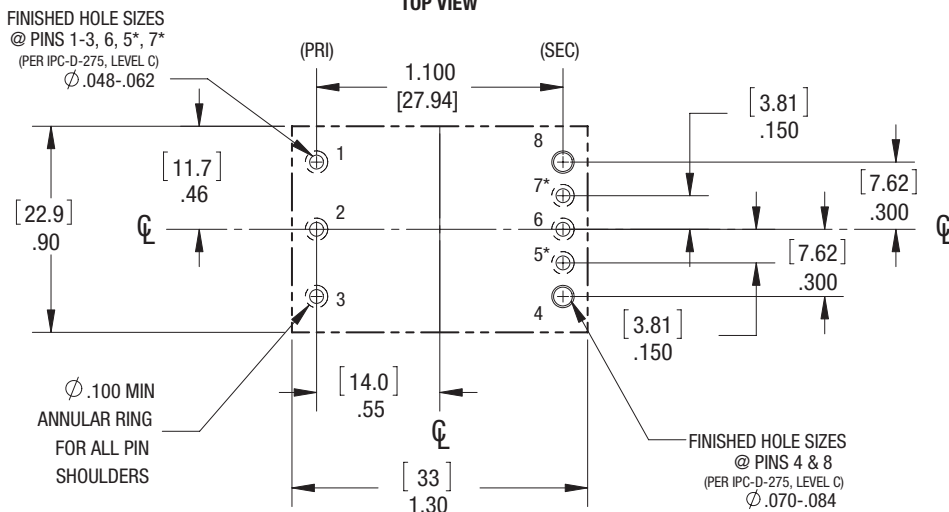 TOP VIEW
FINISHED HOLE SIZES
@ PINS 1-3, 6, 5*, 7*
(PER IPC-D-275, LEVEL C)
∅ .048-.062
(PRI)
(SEC)
1.100
[27.94]
[3.81]
.150
[11.7]
.46
[22.9]
.90
℄
1
2
3
8
7*
6
5*
4
[7.62]
.300
℄
[7.62]
.300
[3.81]
.150
∅ .100 MIN
ANNULAR RING
FOR ALL PIN
SHOULDERS
[14.0]
.55
℄
[33]
1.30
FINISHED HOLE SIZES
@ PINS 4 & 8
(PER IPC-D-275, LEVEL C)
∅ .070-.084